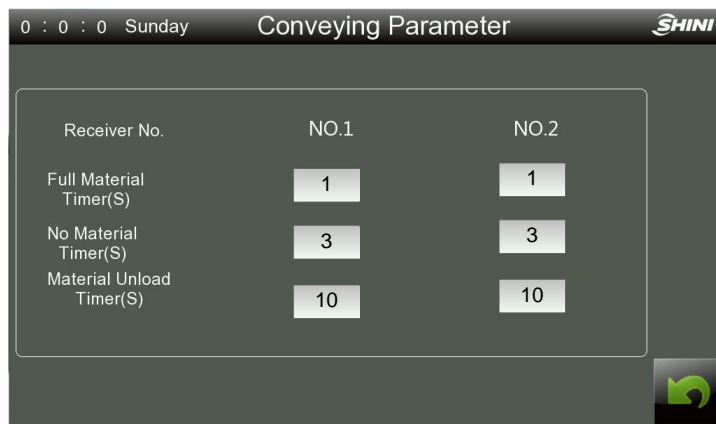 0 : 0 : 0 Sunday Conveying Parameter SHINI
Receiver No. NO.1 NO.2
Full Material
Timer(S) 1 1
No Material
Timer(S) 3 3
Material Unload
Timer(S) 10 10